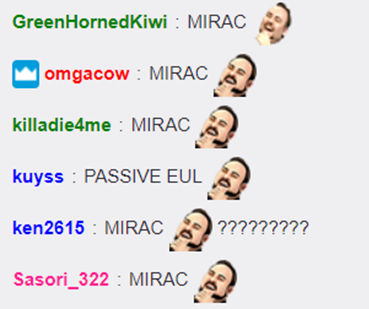 GreenHornedKiwi : MIRAC
omgacow : MIRAC
killadie4me : MIRAC
kuyss : PASSIVE EUL
ken2615 : MIRAC ?????????
Sasori_322 : MIRAC